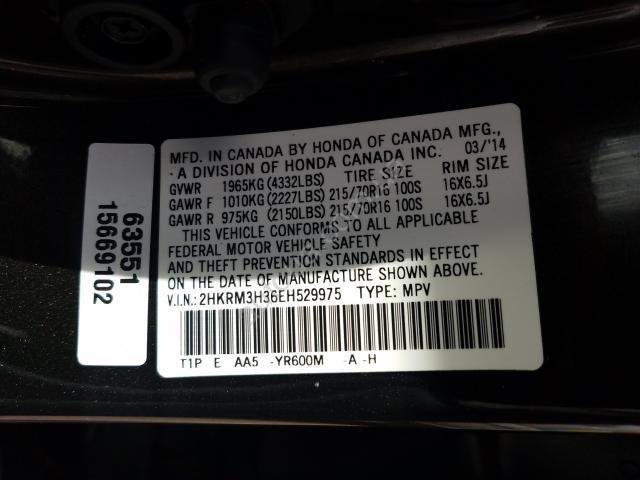 MFD. IN CANADA BY HONDA OF CANADA MFG.,
A DIVISION OF HONDA CANADA INC. 03/'14
GVWR 1965KG(4332LBS) TIRE SIZE RIM SIZE
GAWR F 1010KG(2227LBS) 215/70R16 100S 16X6.5J
GAWR R 975KG (2150LBS) 215/70R16 100S 16X6.5J
THIS VEHICLE CONFORMS TO ALL APPLICABLE
FEDERAL MOTOR VEHICLE SAFETY
AND THEFT PREVENTION STANDARDS IN EFFECT
ON THE DATE OF MANUFACTURE SHOWN ABOVE.
V.I.N.: 2HKRM3H36EH529975 TYPE: MPV
T1P E AA5 -YR600M -A -H
63551
15669102